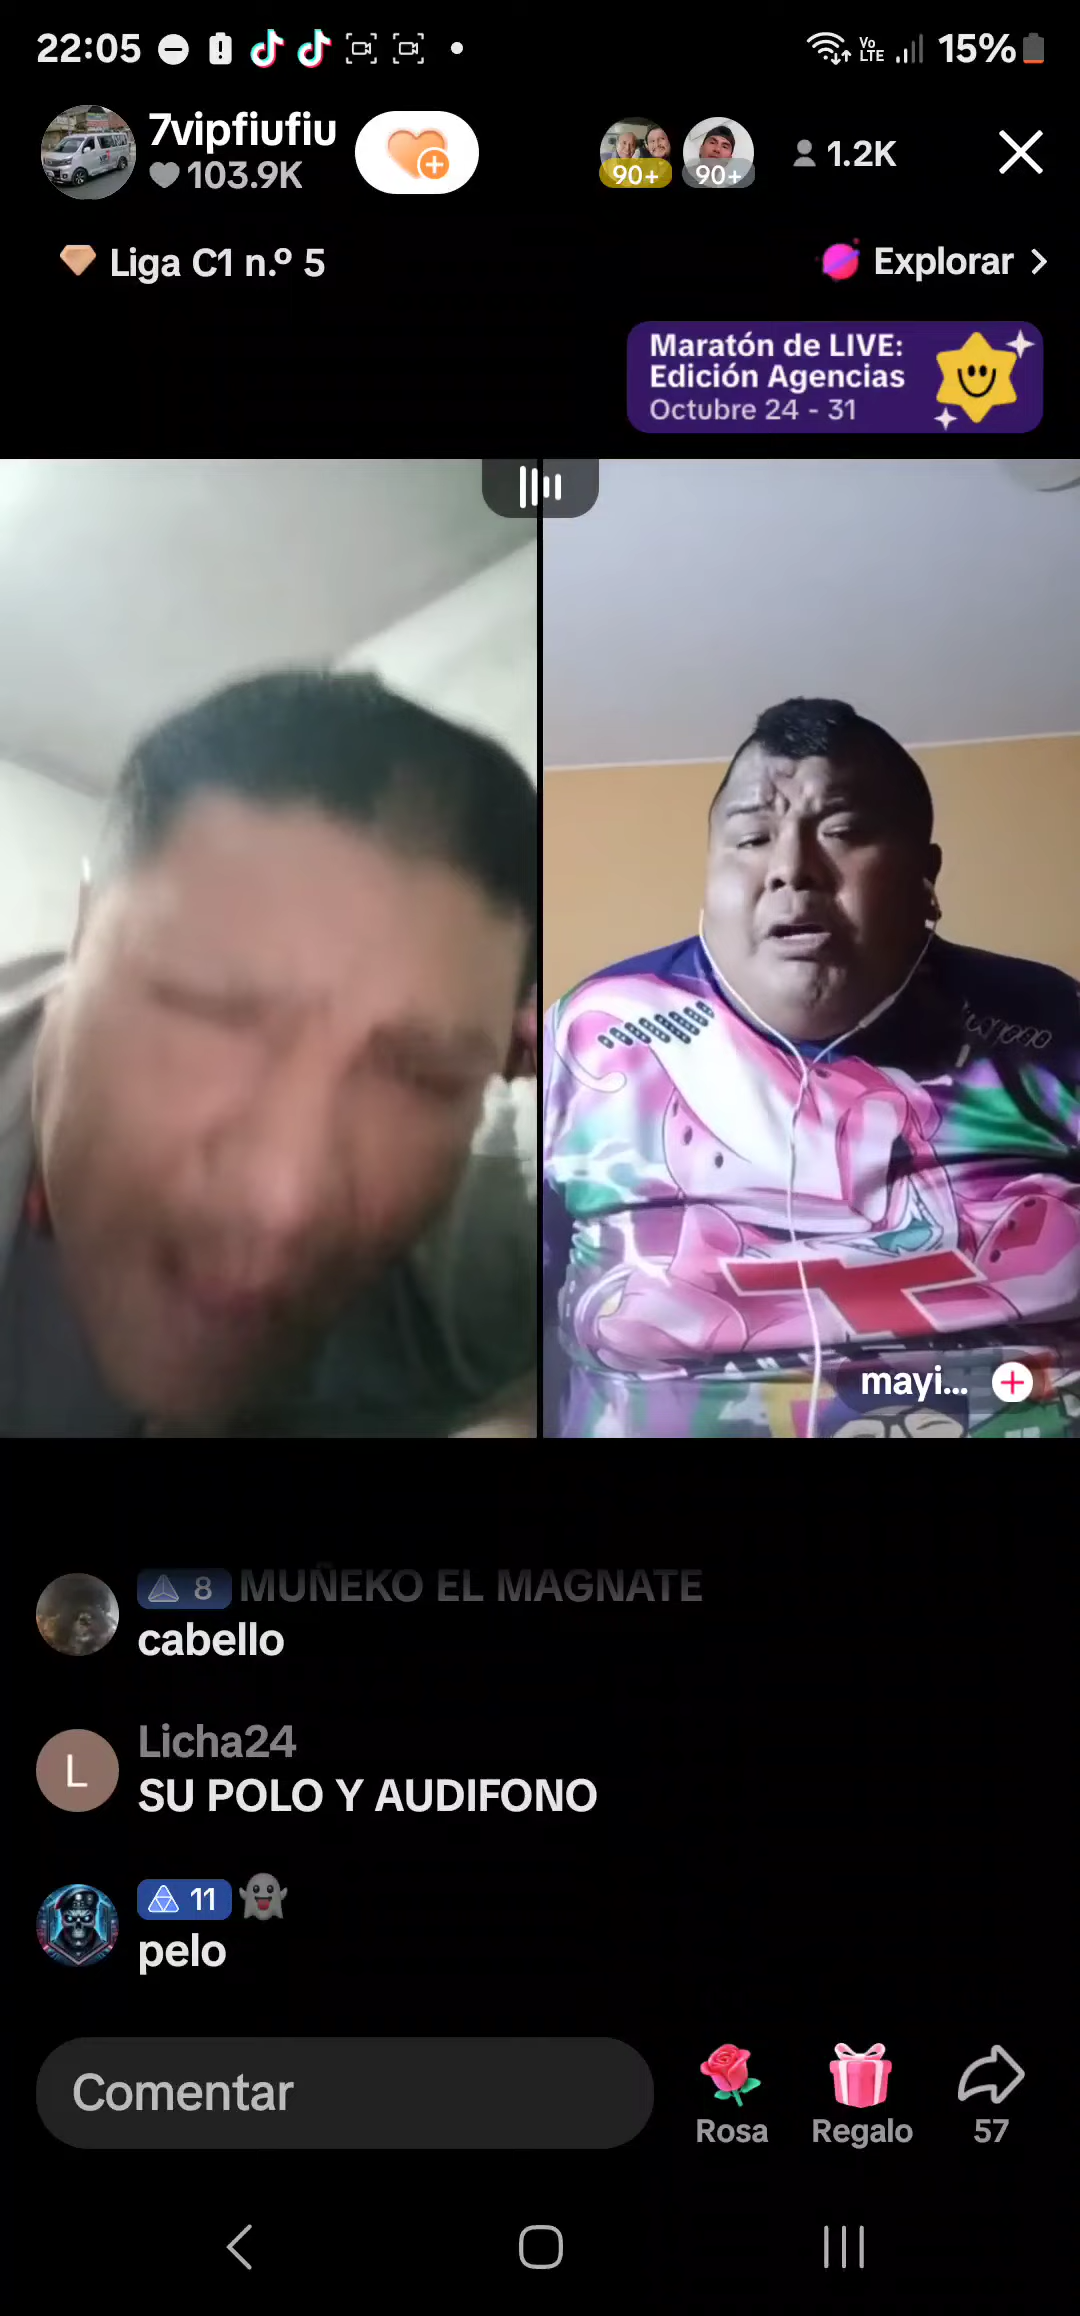 22:05
Vo
LTE
15%
7vipfiufiu
103.9K
90+
90+
1.2K
Liga C1 n.º 5
Explorar
Maratón de LIVE:
Edición Agencias
Octubre 24 - 31
mayi...
8 MUÑEKO EL MAGNATE
cabello
L
Licha24
SU POLO Y AUDIFONO
11
pelo
Comentar
Rosa
Regalo
57